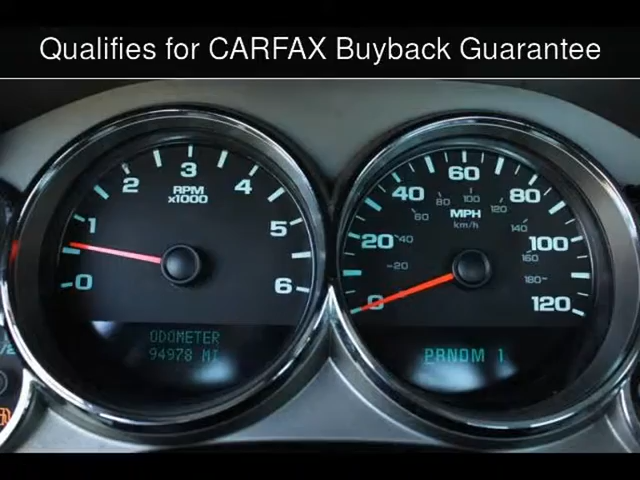 Qualifies for CARFAX Buyback Guarantee
0
1
2
3
4
5
6
RPM
x1000
ODOMETER
94978 MI
0
20
40
60
80
100
120
20
40
60
80
100
120
140
160
180
MPH
km/h
PRNDM 1